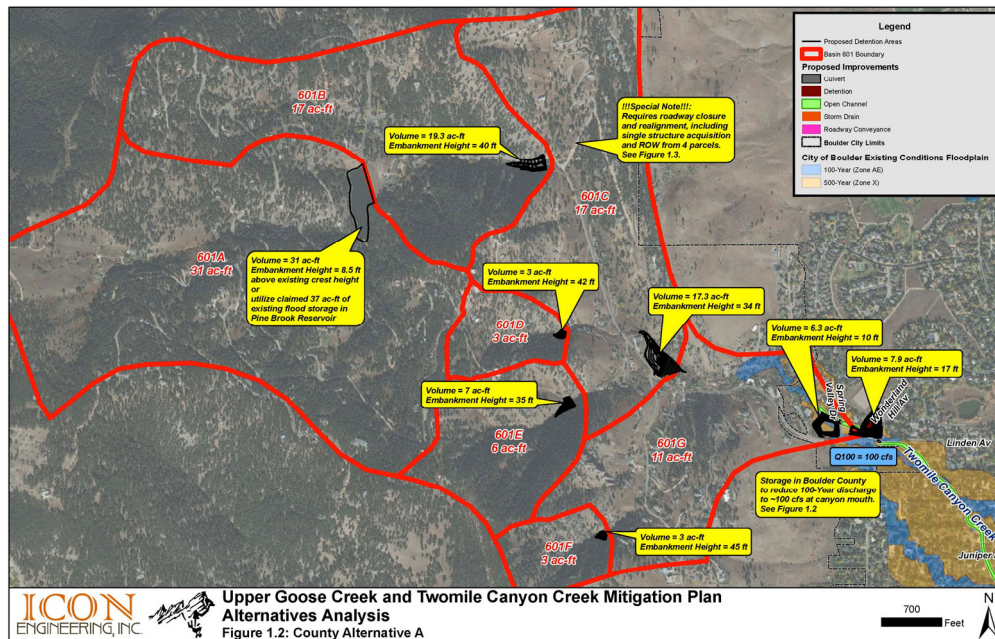 601B
17 ac-ft
Volume = 19.3 ac-ft
Embankment Height = 40 ft
!!!Special Note!!!:
Requires roadway closure
and realignment, including
single structure acquisition
and ROW from 4 parcels.
See Figure 1.3.
Legend
Proposed Detention Areas
Basin 601 Boundary
Proposed Improvements
Culvert
Detention
Open Channel
Storm Drain
Roadway Conveyance
Boulder City Limits
City of Boulder Existing Conditions Floodplain
100-Year (Zone AE)
500-Year (Zone X)
601C
17 ac-ft
601A
31 ac-ft
Volume = 31 ac-ft
Embankment Height = 8.5 ft
above existing crest height
or
utilize claimed 37 ac-ft of
existing flood storage in
Pine Brook Reservoir
Volume = 3 ac-ft
Embankment Height = 42 ft
601D
3 ac-ft
Volume = 17.3 ac-ft
Embankment Height = 34 ft
Volume = 6.3 ac-ft
Embankment Height = 10 ft
Volume = 7.9 ac-ft
Embankment Height = 17 ft
Spring
Valley
Wonderland
Hill Av
Volume = 7 ac-ft
Embankment Height = 35 ft
601E
6 ac-ft
601G
11 ac-ft
Linden Av
Q100 = 100 cfs
Twomile Canyon Creek
Storage in Boulder County
to reduce 100-Year discharge
to ~100 cfs at canyon mouth.
See Figure 1.2
601F
3 ac-ft
Volume = 3 ac-ft
Embankment Height = 45 ft
Juniper
ICON
ENGINEERING, INC.
Upper Goose Creek and Twomile Canyon Creek Mitigation Plan
Alternatives Analysis
Figure 1.2: County Alternative A
700
Feet
N